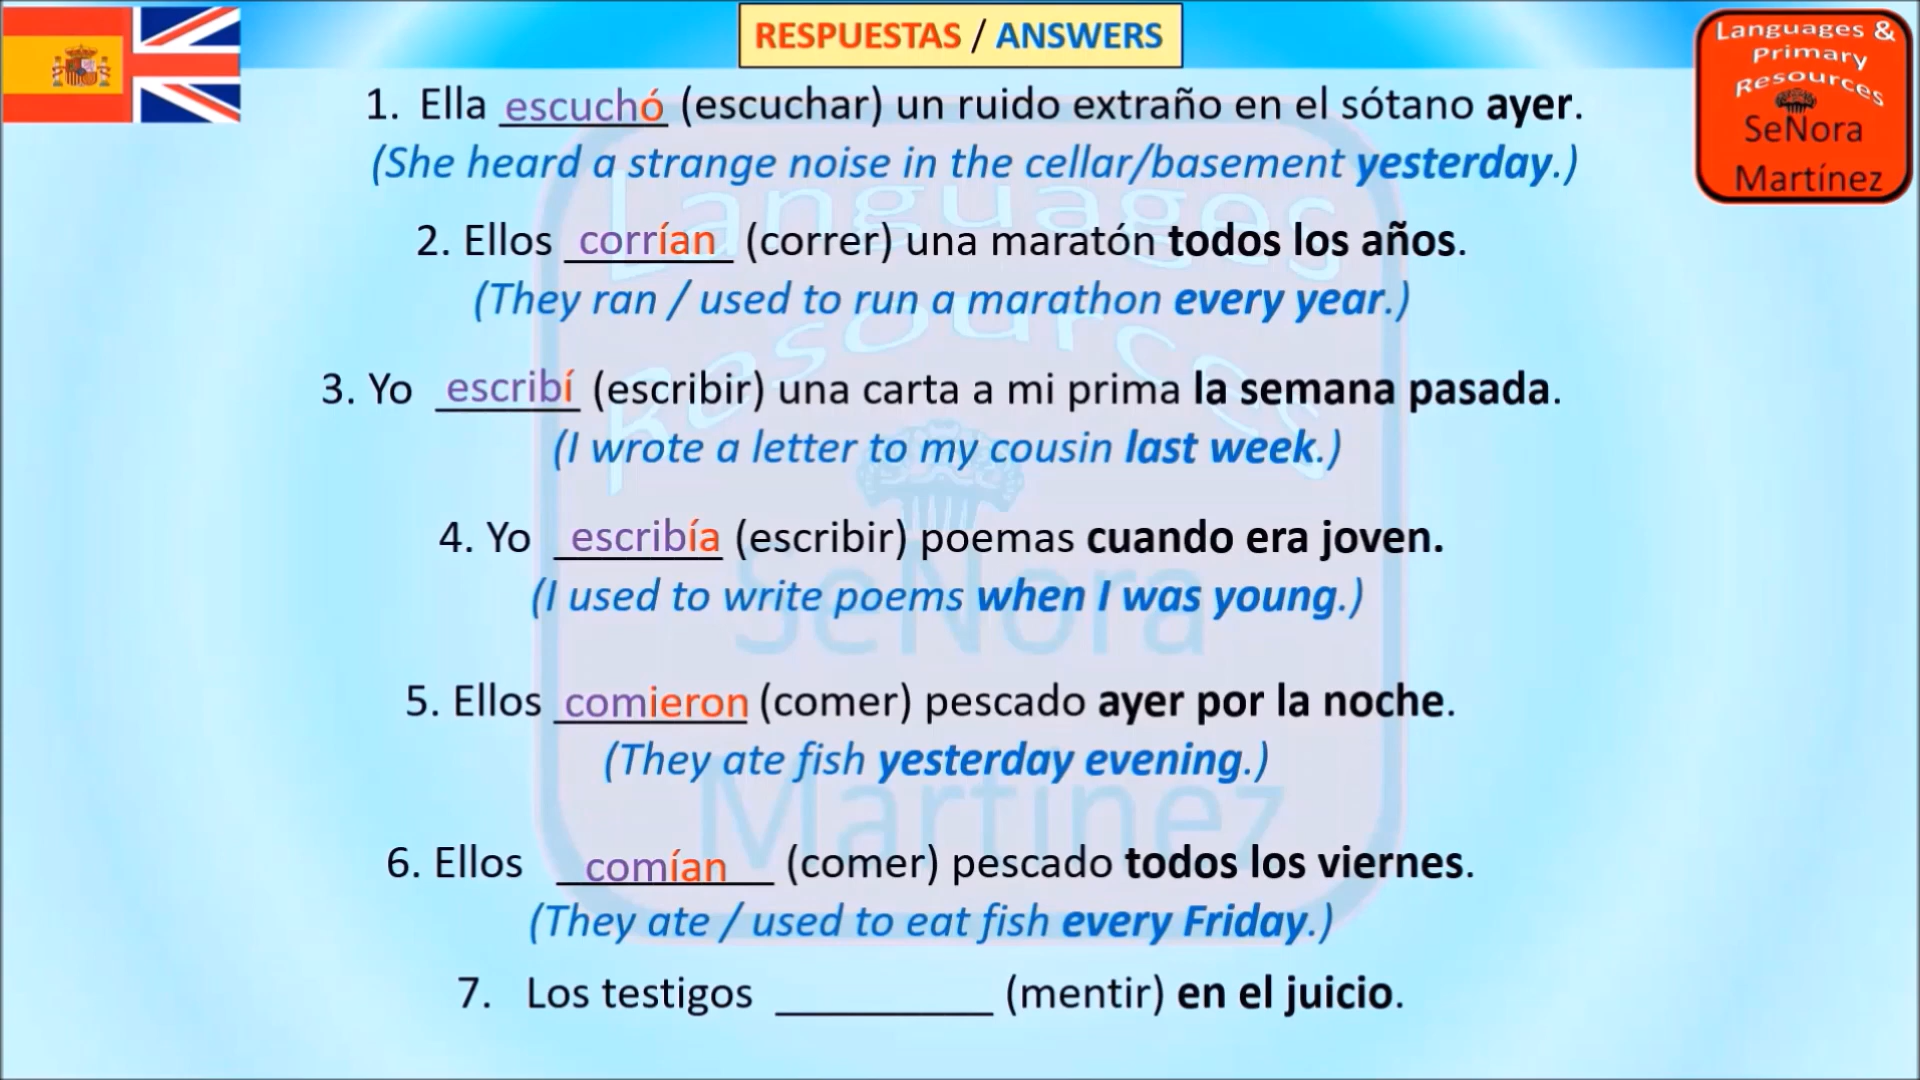 RESPUESTAS / ANSWERS
Languages &
Primary
Resources
SeNora
Martínez
1. Ella escuchó (escuchar) un ruido extraño en el sótano ayer.
(She heard a strange noise in the cellar/basement yesterday.)
2. Ellos corrían (correr) una maratón todos los años.
(They ran / used to run a marathon every year.)
3. Yo escribí (escribir) una carta a mi prima la semana pasada.
(I wrote a letter to my cousin last week.)
4. Yo escribía (escribir) poemas cuando era joven.
(I used to write poems when I was young.)
5. Ellos comieron (comer) pescado ayer por la noche.
(They ate fish yesterday evening.)
6. Ellos comían (comer) pescado todos los viernes.
(They ate / used to eat fish every Friday.)
7. Los testigos _________ (mentir) en el juicio.
Languages
Resources
SeNora
Martínez